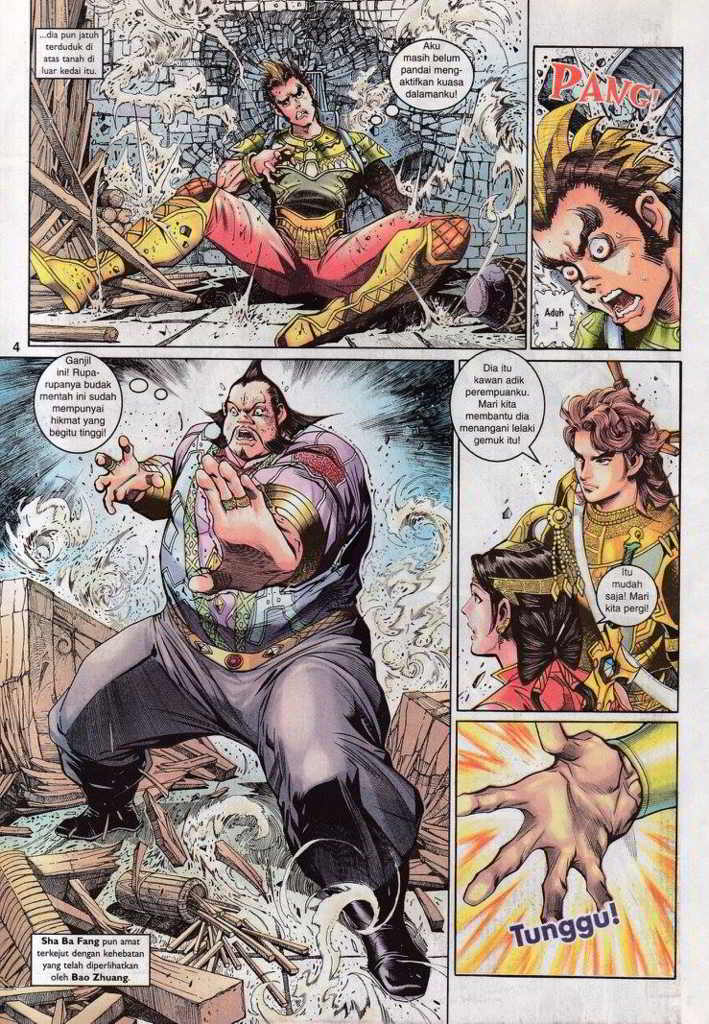 ...dia pun jatuh
terduduk di
atas tanah di
luar kedai itu.
Aku
masih belum
pandai meng-
aktifkan kuasa
dalamanku!
PANG!
Aduh
...!
4
Ganjil
ini! Rupa-
rupanya budak
mentah ini sudah
mempunyai
hikmat yang
begitu tinggi!
Sha Ba Fang pun amat
terkejut dengan kehebatan
yang telah diperlihatkan
oleh Bao Zhuang.
Dia itu
kawan adik
perempuanku.
Mari kita
membantu dia
menangani lelaki
gemuk itu!
Itu
mudah
saja! Mari
kita pergi!
Tunggu!